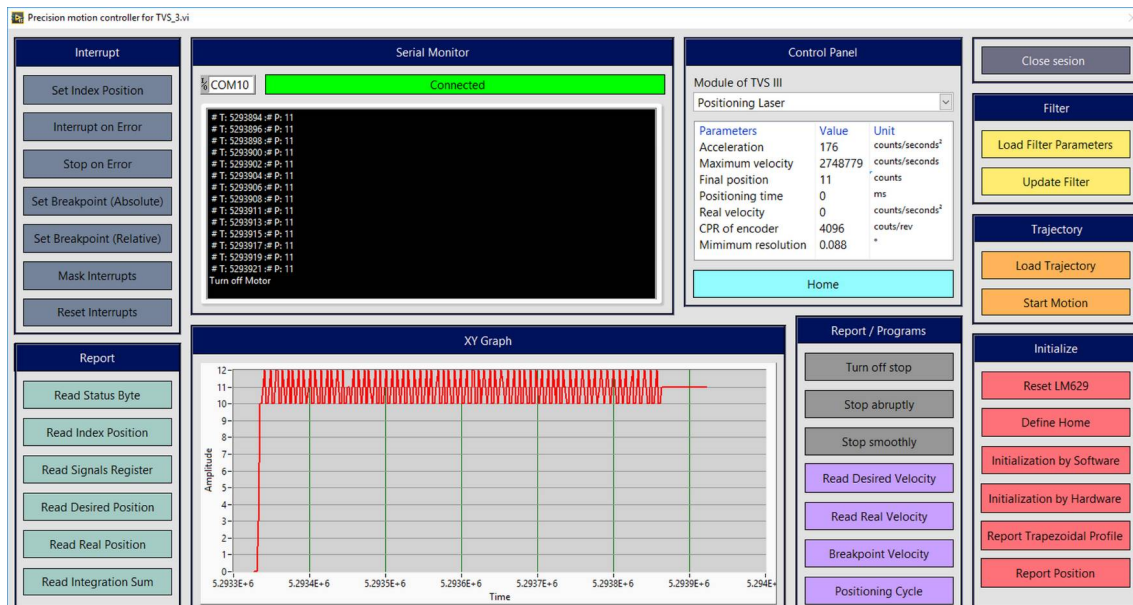 Precision motion controller for TVS_3.vi
Interrupt
Set Index Position
Interrupt on Error
Stop on Error
Set Breakpoint (Absolute)
Set Breakpoint (Relative)
Mask Interrupts
Reset Interrupts
Report
Read Status Byte
Read Index Position
Read Signals Register
Read Desired Position
Read Real Position
Read Integration Sum
Serial Monitor
COM10
Connected
# T: 5293894 :# P: 11
# T: 5293896 :# P: 11
# T: 5293898 :# P: 11
# T: 5293900 :# P: 11
# T: 5293902 :# P: 11
# T: 5293904 :# P: 11
# T: 5293906 :# P: 11
# T: 5293908 :# P: 11
# T: 5293911 :# P: 11
# T: 5293913 :# P: 11
# T: 5293915 :# P: 11
# T: 5293917 :# P: 11
# T: 5293919 :# P: 11
# T: 5293921 :# P: 11
Turn off Motor
XY Graph
Amplitude
12
11
10
9
8
7
6
5
4
3
2
1
0
5.2933E+6 5.2934E+6 5.2935E+6 5.2936E+6 5.2937E+6 5.2938E+6 5.2939E+6 5.294E+6
Time
Control Panel
Module of TVS III
Positioning Laser
Parameters Value Unit
Acceleration 176 counts/seconds²
Maximum velocity 2748779 counts/seconds
Final position 11 counts
Positioning time 0 ms
Real velocity 0 counts/seconds²
CPR of encoder 4096 couts/rev
Mimimum resolution 0.088 °
Home
Report / Programs
Turn off stop
Stop abruptly
Stop smoothly
Read Desired Velocity
Read Real Velocity
Breakpoint Velocity
Positioning Cycle
Close sesion
Filter
Load Filter Parameters
Update Filter
Trajectory
Load Trajectory
Start Motion
Initialize
Reset LM629
Define Home
Initialization by Software
Initialization by Hardware
Report Trapezoidal Profile
Report Position